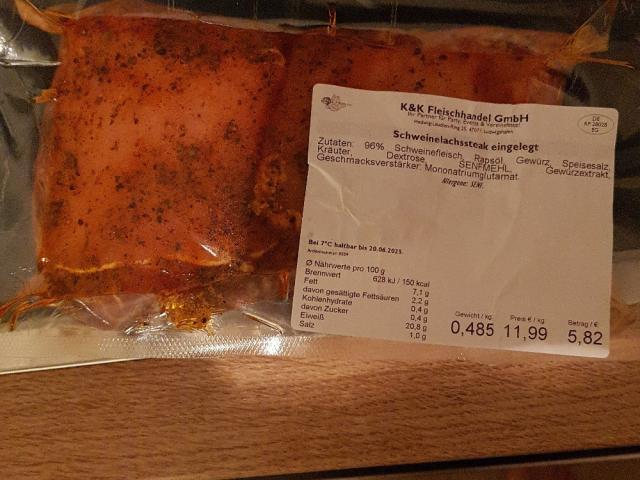 K&K Fleischhandel GmbH
Ihr Partner für Party, Events & Vereinsfeste!
DE
EG
Schweinelachssteak eingelegt
Zutaten: 96% Schweinefleisch, Rapsöl, Gewürz, Speisesalz,
Kräuter, Dextrose, SENFMEHL, Gewürzextrakt,
Geschmacksverstärker: Mononatriumglutamat.
Allergene: SENF.
Bei 7°C haltbar bis 20.06.2025.
Ø Nährwerte pro 100 g
Brennwert 628 kJ / 150 kcal
Fett 7,1 g
davon gesättigte Fettsäuren 2,2 g
Kohlenhydrate 0,4 g
davon Zucker 0,4 g
Eiweiß 20,8 g
Salz 1,0 g
Gewicht / kg Preis € / kg Betrag / €
0,485 11,99 5,82